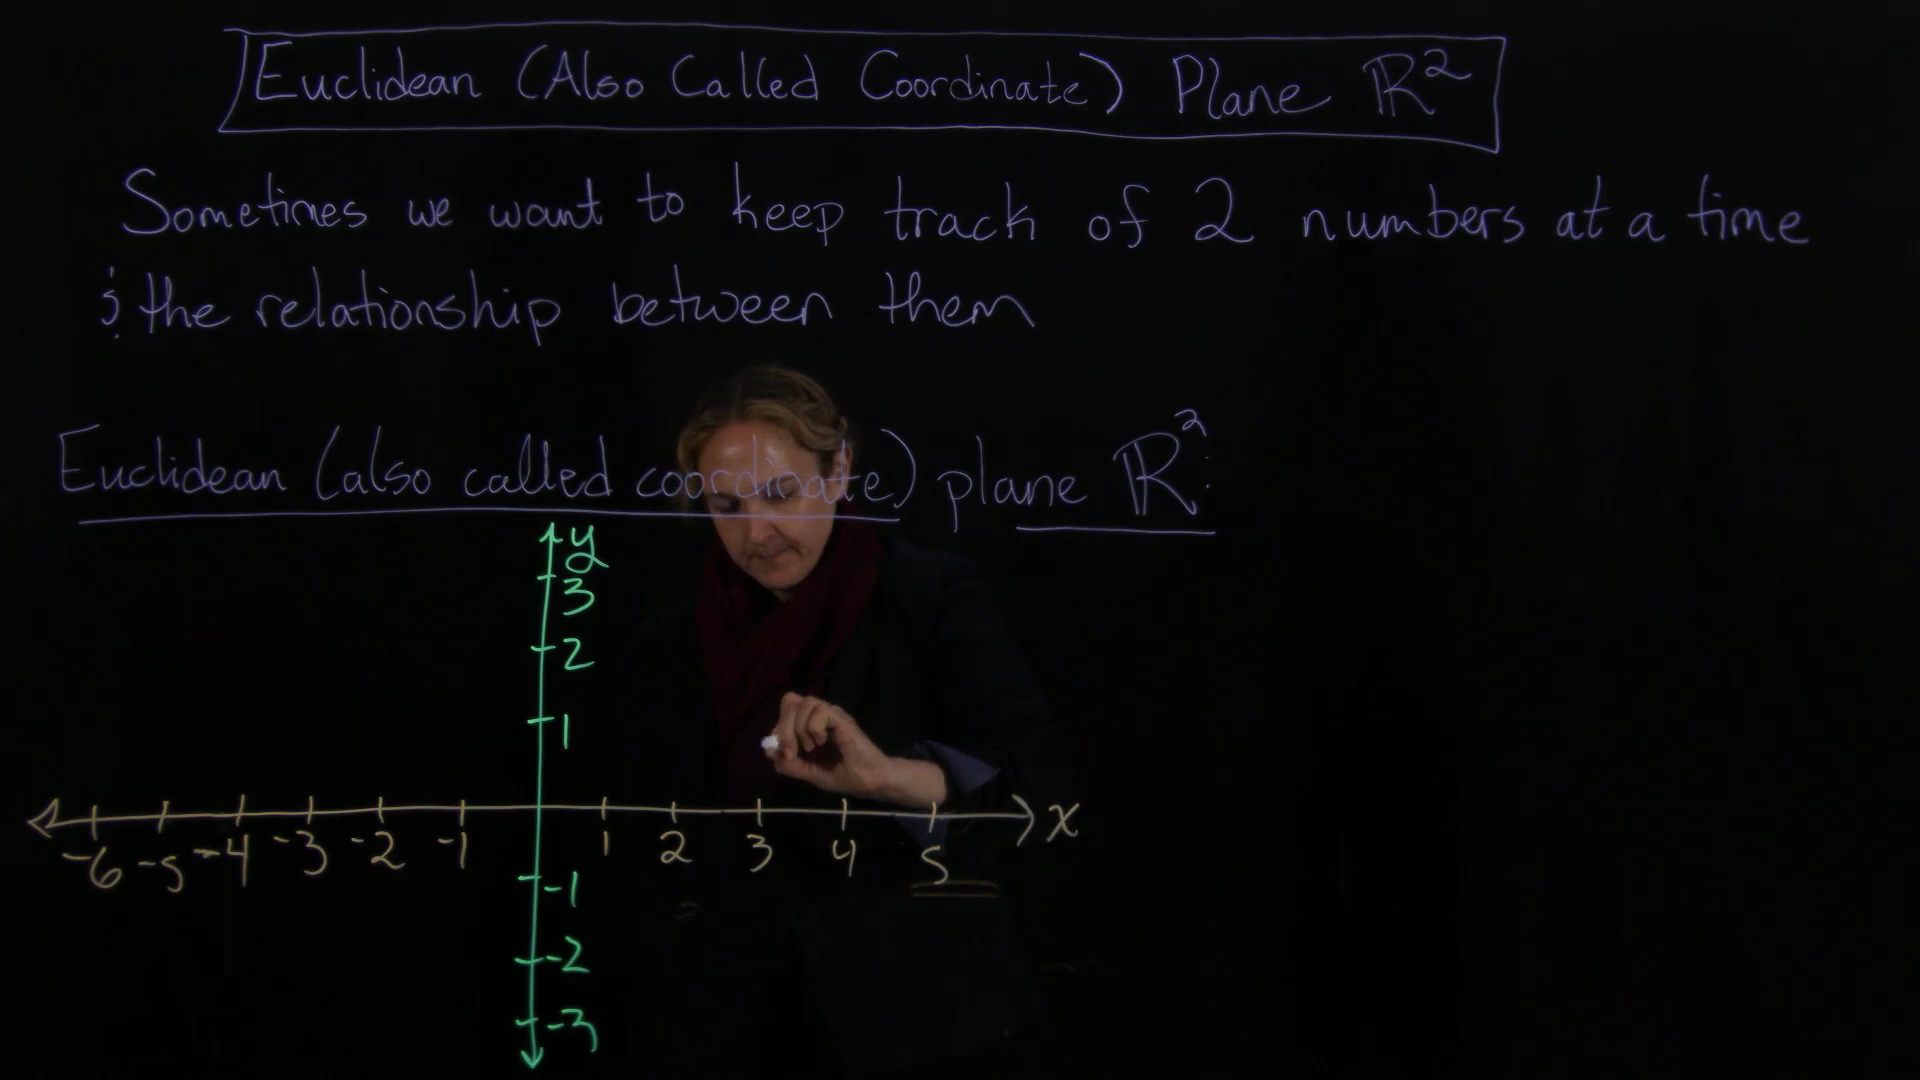 Euclidean (Also Called Coordinate) Plane ℝ²
Sometimes we want to keep track of 2 numbers at a time
& the relationship between them
Euclidean (also called coordinate) plane ℝ²:
y
3
2
1
-6 -5 -4 -3 -2 -1 1 2 3 4 5 x
-1
-2
-3